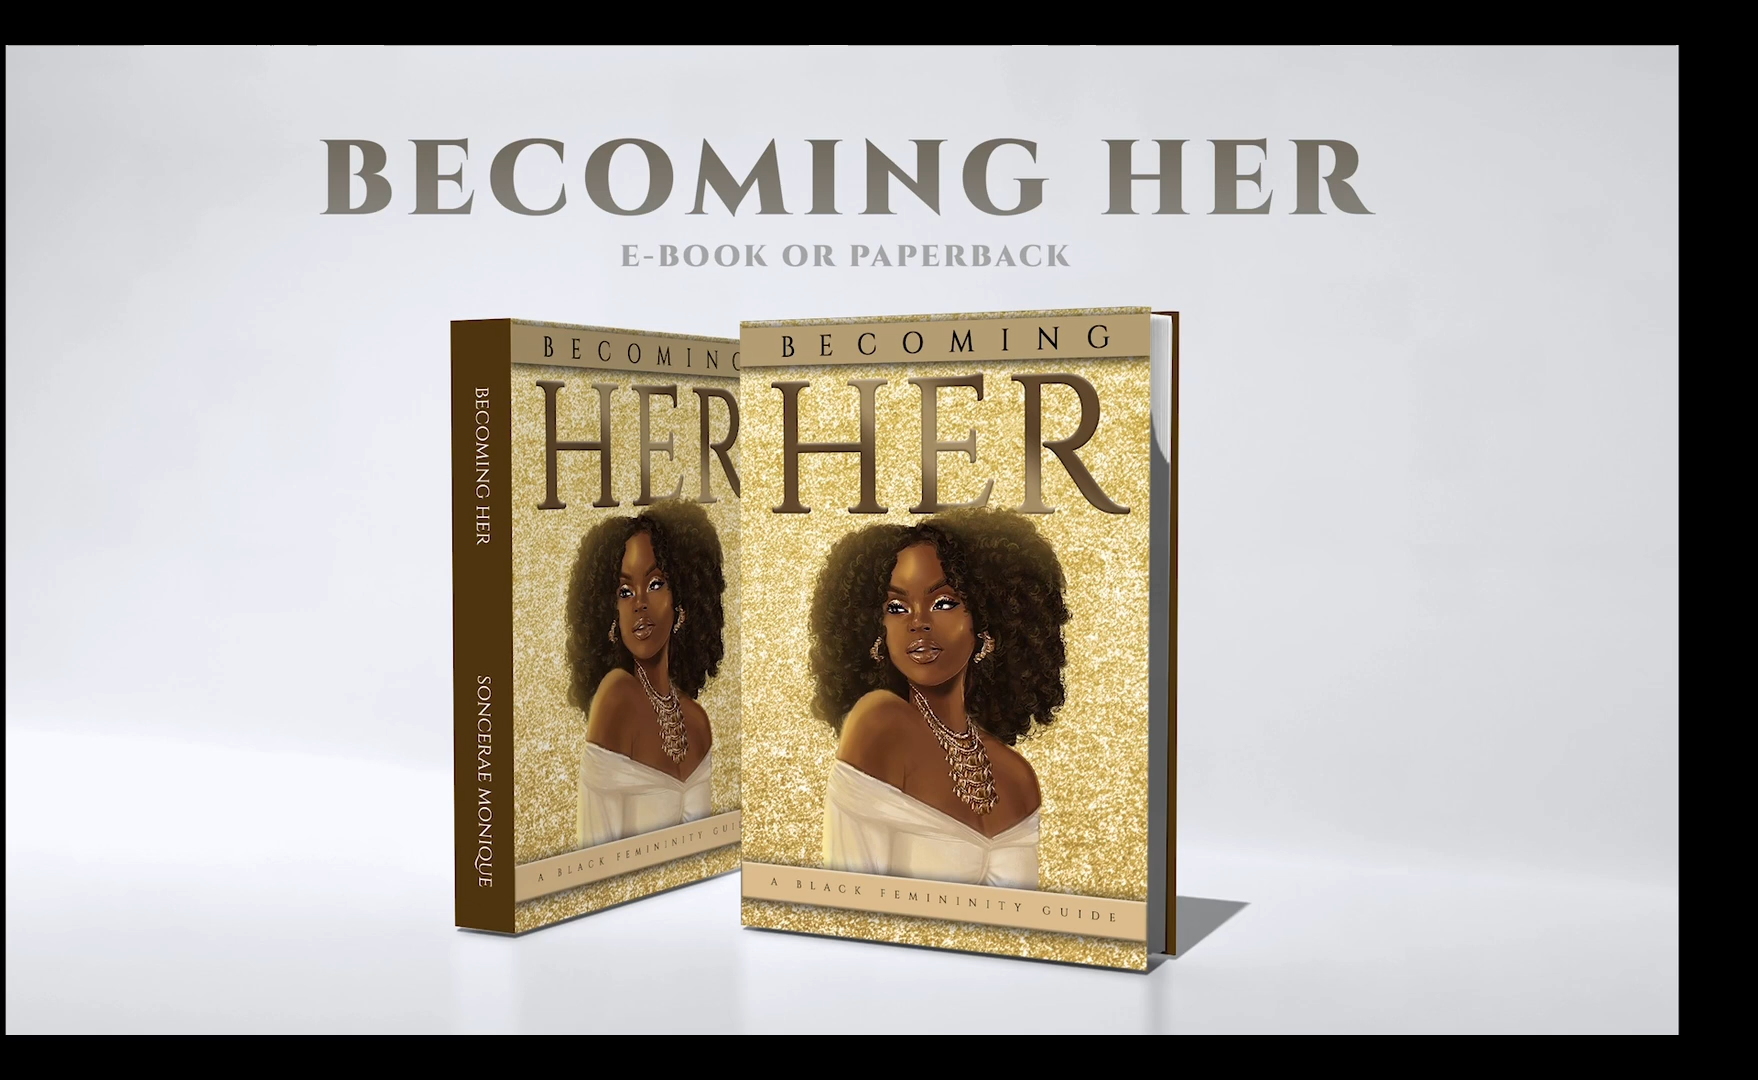 BECOMING HER
E-BOOK OR PAPERBACK
BECOMING HER
SONCERAE MONIQUE
BECOMING
HER
A BLACK FEMININITY GUIDE
BECOMING
HER
A BLACK FEMININITY GUIDE